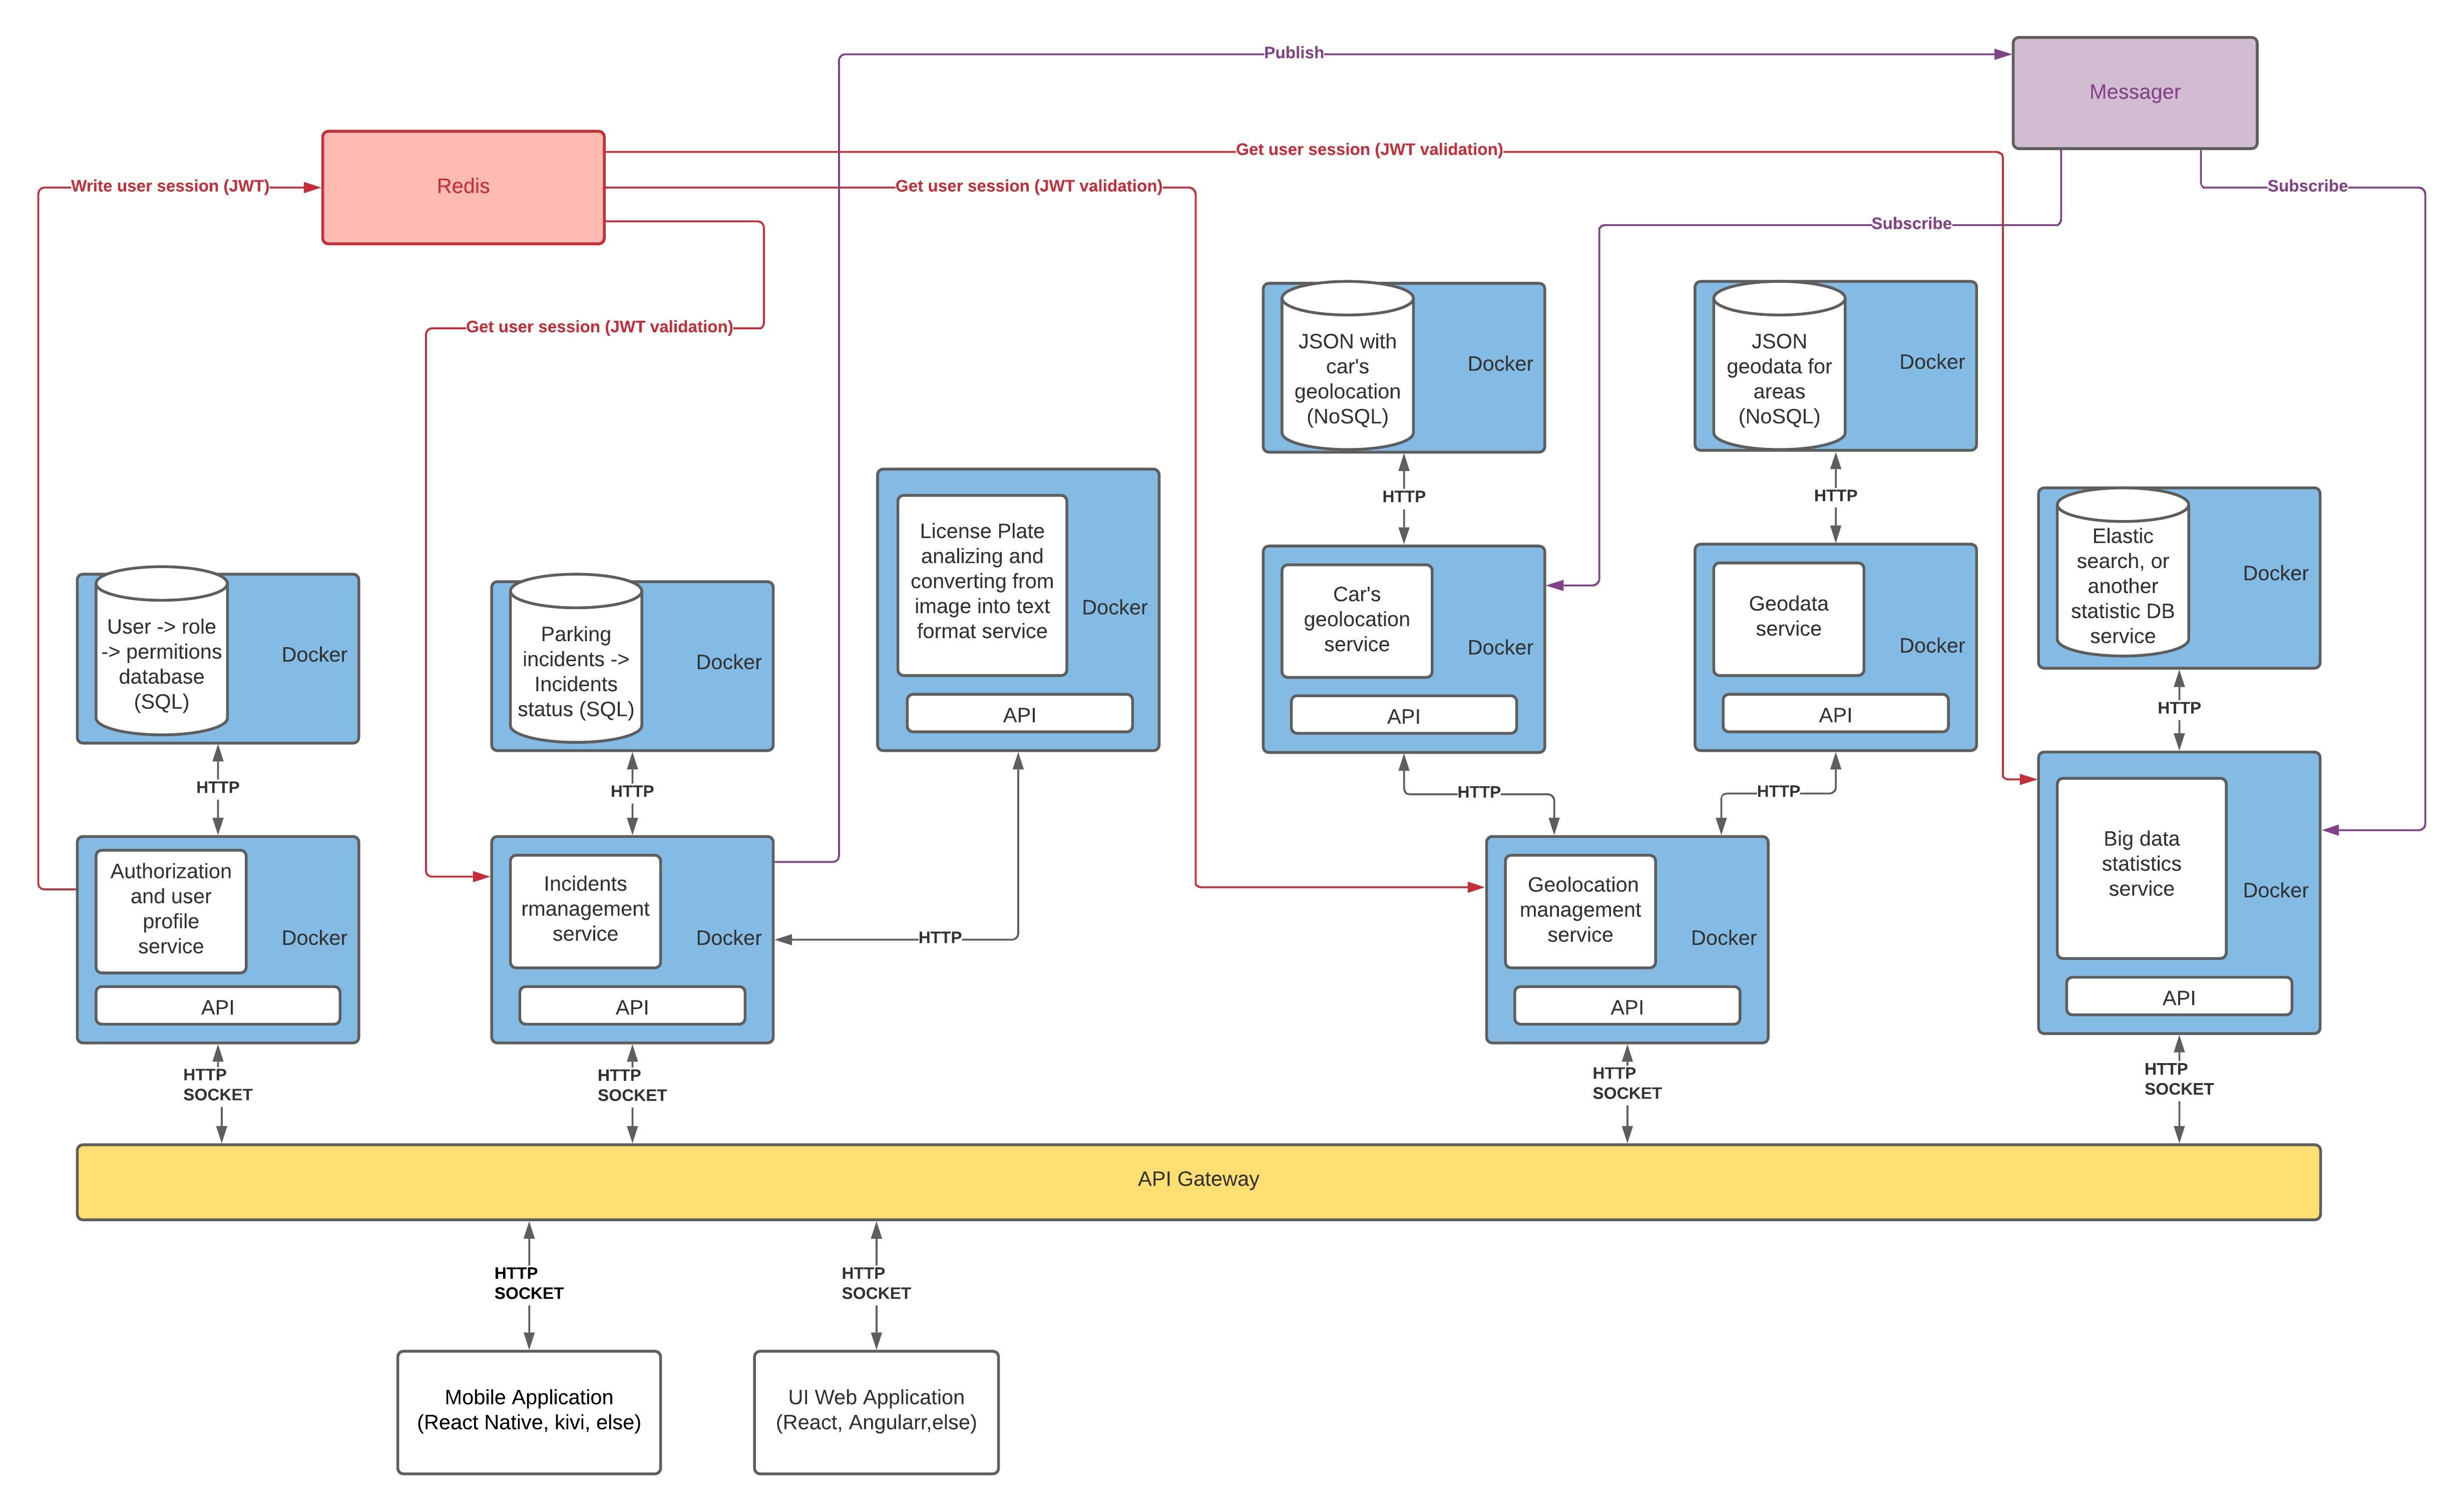 Publish
Messager
Get user session (JWT validation)
Write user session (JWT)
Redis
Get user session (JWT validation)
Subscribe
Subscribe
Get user session (JWT validation)
JSON with
car's
geolocation
(NoSQL)
Docker
JSON
geodata for
areas
(NoSQL)
Docker
HTTP
HTTP
License Plate
analizing and
converting from
image into text
format service
Docker
API
Car's
geolocation
service
Docker
API
Geodata
service
Docker
API
Elastic
search, or
another
statistic DB
service
Docker
User -> role
-> permitions
database
(SQL)
Docker
Parking
incidents ->
Incidents
status (SQL)
Docker
HTTP
HTTP
HTTP
HTTP
HTTP
Authorization
and user
profile
service
Docker
API
Incidents
rmanagement
service
Docker
API
HTTP
Geolocation
management
service
Docker
API
Big data
statistics
service
Docker
API
HTTP
SOCKET
HTTP
SOCKET
HTTP
SOCKET
HTTP
SOCKET
API Gateway
HTTP
SOCKET
HTTP
SOCKET
Mobile Application
(React Native, kivi, else)
UI Web Application
(React, Angularr,else)